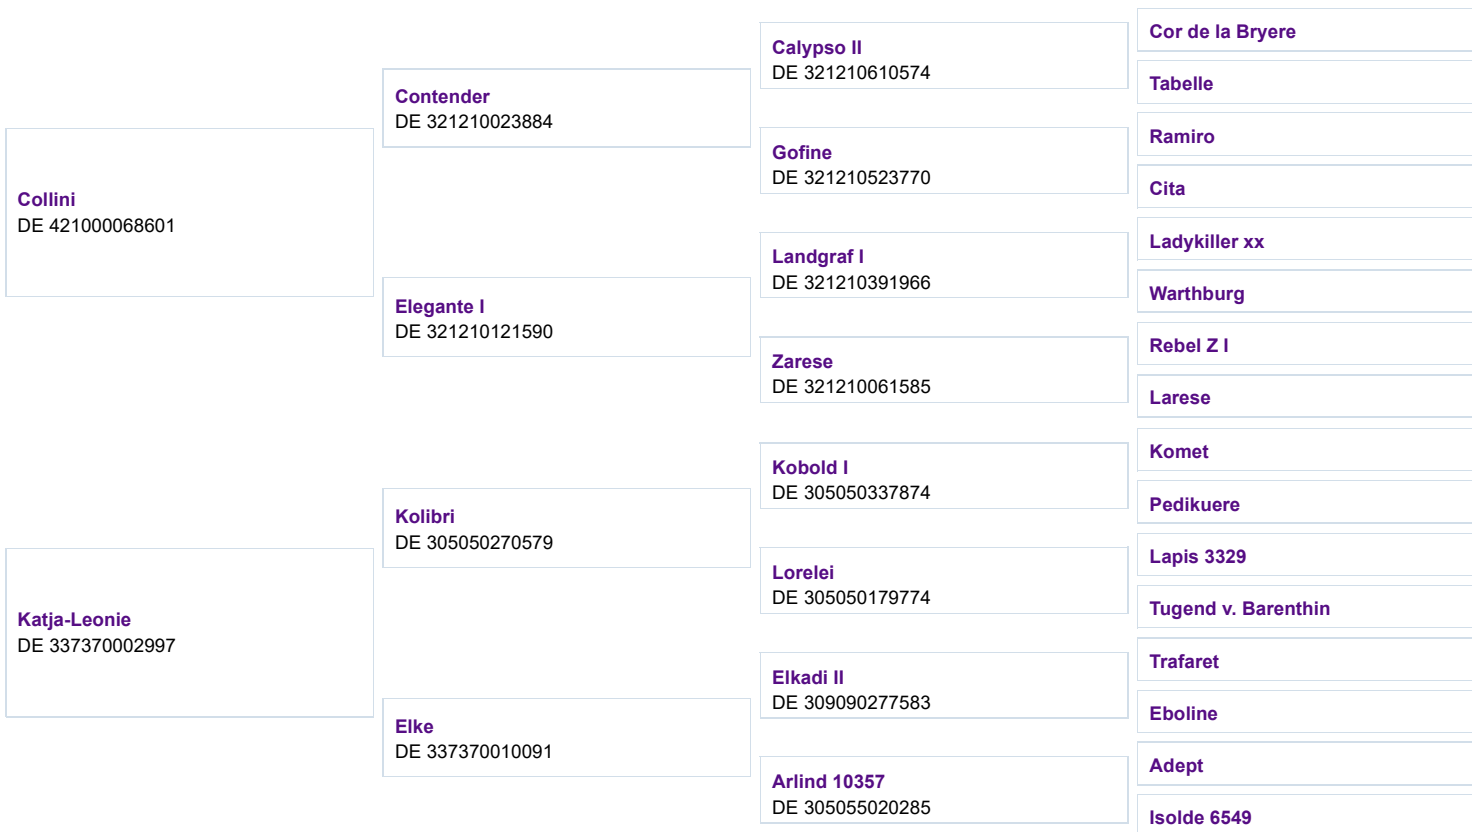 Collini
DE 421000068601
Katja-Leonie
DE 337370002997
Contender
DE 321210023884
Elegante I
DE 321210121590
Kolibri
DE 305050270579
Elke
DE 337370010091
Calypso II
DE 321210610574
Gofine
DE 321210523770
Landgraf I
DE 321210391966
Zarese
DE 321210061585
Kobold I
DE 305050337874
Lorelei
DE 305050179774
Elkadi II
DE 309090277583
Arlind 10357
DE 305055020285
Cor de la Bryere
Tabelle
Ramiro
Cita
Ladykiller xx
Warthburg
Rebel Z I
Larese
Komet
Pedikuere
Lapis 3329
Tugend v. Barenthin
Trafaret
Eboline
Adept
Isolde 6549